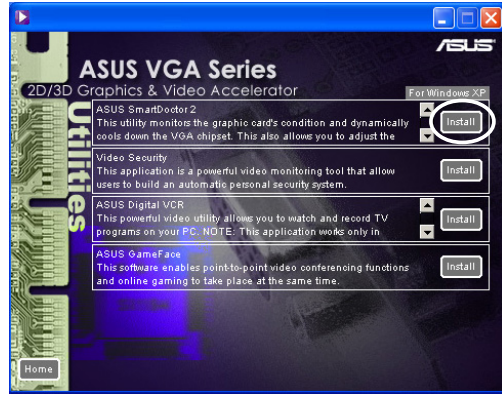 ASUS
ASUS VGA Series
2D/3D Graphics & Video Accelerator
For Windows XP
Utilities
ASUS SmartDoctor 2
This utility monitors the graphic card's condition and dynamically
cools down the VGA chipset. This also allows you to adjust the
Install
Video Security
This application is a powerful video monitoring tool that allow
users to build an automatic personal security system.
Install
ASUS Digital VCR
This powerful video utility allows you to watch and record TV
programs on your PC. NOTE: This application works only in
Install
ASUS GameFace
This software enables point-to-point video conferencing functions
and online gaming to take place at the same time.
Install
Home